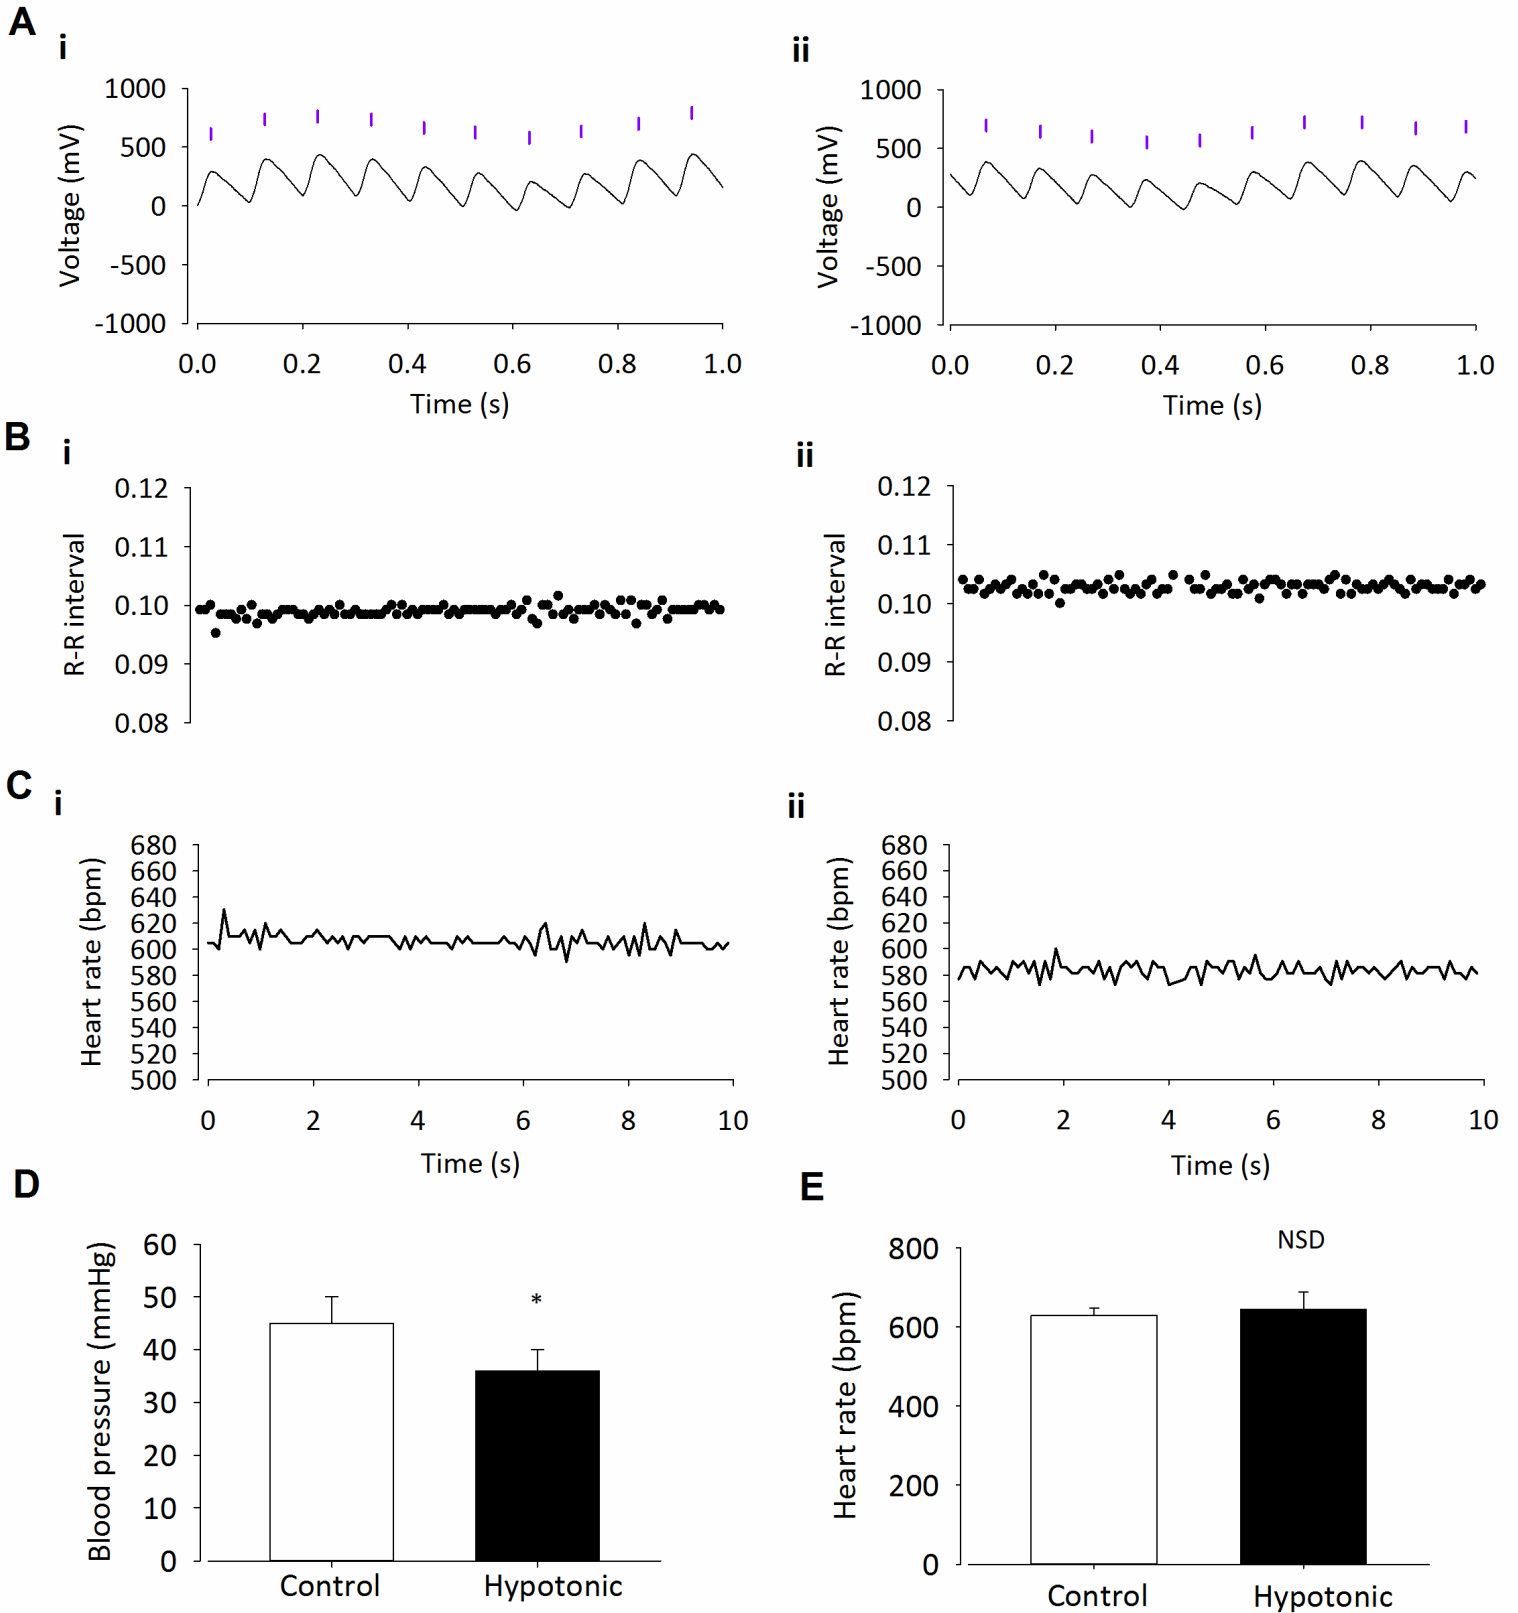 A
i
ii
1000
500
0
-500
-1000
Voltage (mV)
0.0 0.2 0.4 0.6 0.8 1.0
Time (s)
1000
500
0
-500
-1000
Voltage (mV)
0.0 0.2 0.4 0.6 0.8 1.0
Time (s)
B
i
ii
0.12
0.11
0.10
0.09
0.08
R-R interval
0.12
0.11
0.10
0.09
0.08
R-R interval
C
i
ii
680
660
640
620
600
580
560
540
520
500
Heart rate (bpm)
0 2 4 6 8 10
Time (s)
680
660
640
620
600
580
560
540
520
500
Heart rate (bpm)
0 2 4 6 8 10
Time (s)
D
60
50
40
30
20
10
0
Blood pressure (mmHg)
*
Control Hypotonic
E
800
600
400
200
0
Heart rate (bpm)
NSD
Control Hypotonic